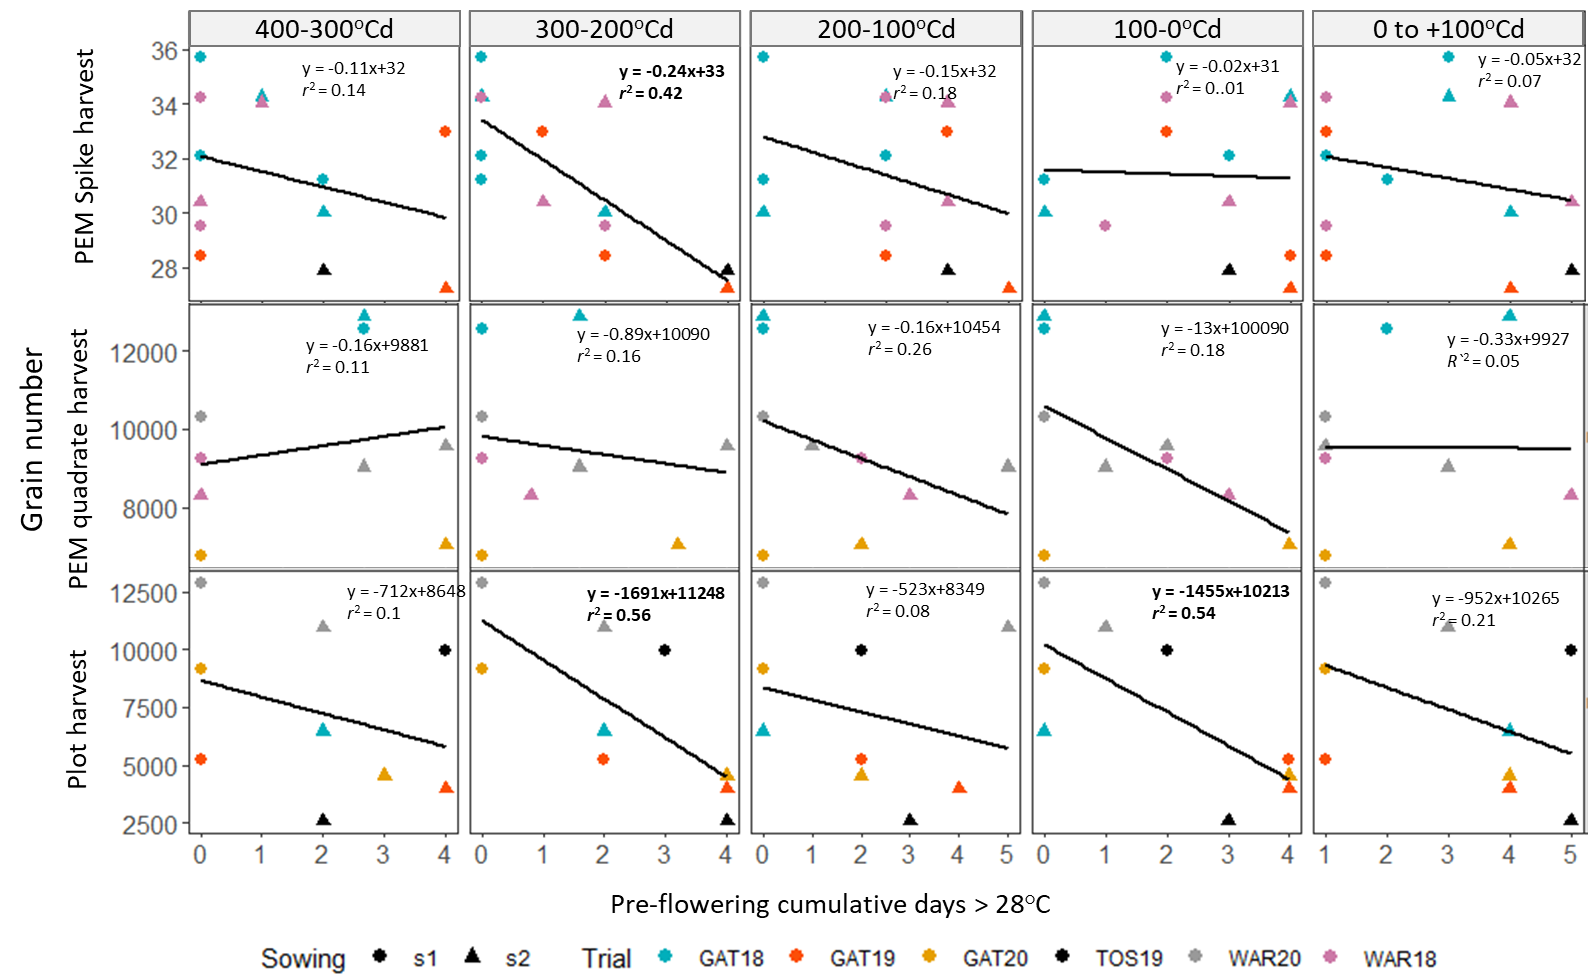 400-300°Cd 300-200°Cd 200-100°Cd 100-0°Cd 0 to +100°Cd
Grain number
PEM Spike harvest
36
34
32
30
28
y = -0.11x+32
r² = 0.14
y = -0.24x+33
r² = 0.42
y = -0.15x+32
r² = 0.18
y = -0.02x+31
r² = 0..01
y = -0.05x+32
r² = 0.07
PEM quadrate harvest
12000
10000
8000
y = -0.16x+9881
r² = 0.11
y = -0.89x+10090
r² = 0.16
y = -0.16x+10454
r² = 0.26
y = -13x+100090
r² = 0.18
y = -0.33x+9927
R`² = 0.05
Plot harvest
12500
10000
7500
5000
2500
y = -712x+8648
r² = 0.1
y = -1691x+11248
r² = 0.56
y = -523x+8349
r² = 0.08
y = -1455x+10213
r² = 0.54
y = -952x+10265
r² = 0.21
0 1 2 3 4 0 1 2 3 4 0 1 2 3 4 5 0 1 2 3 4 1 2 3 4 5
Pre-flowering cumulative days > 28°C
Sowing s1 s2 Trial GAT18 GAT19 GAT20 TOS19 WAR20 WAR18